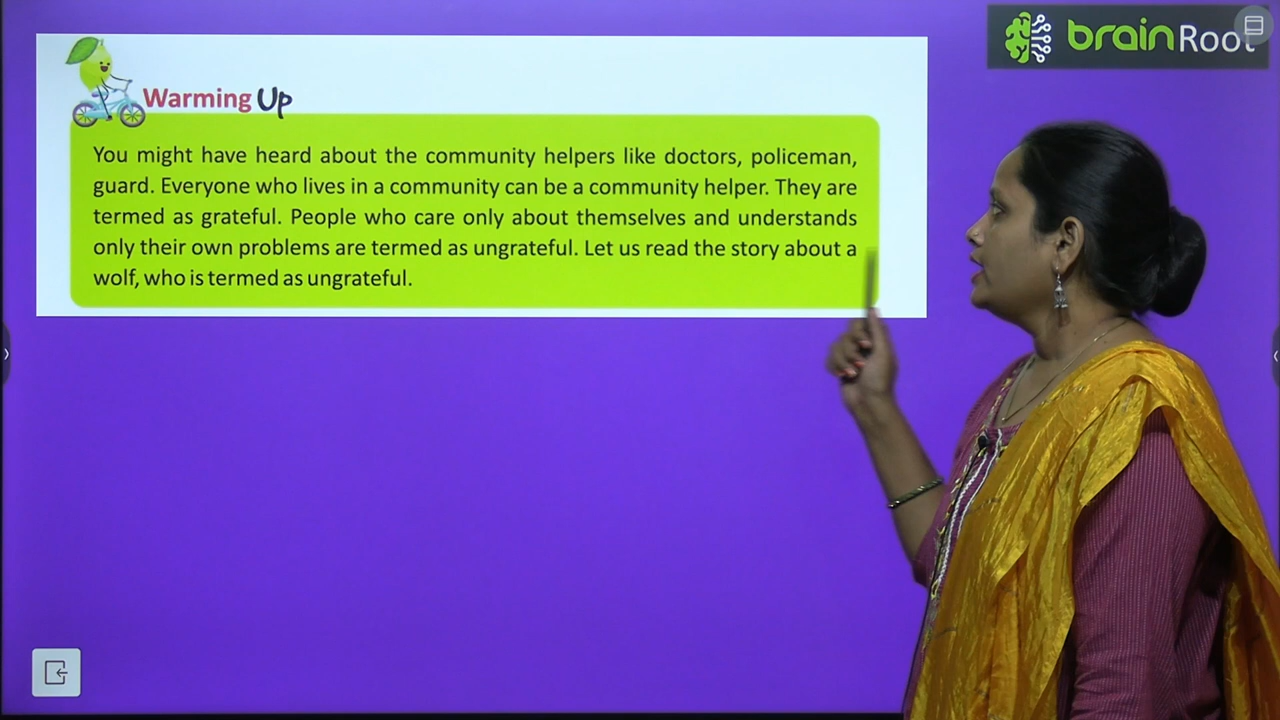 brainRoot
Warming Up
You might have heard about the community helpers like doctors, policeman,
guard. Everyone who lives in a community can be a community helper. They are
termed as grateful. People who care only about themselves and understands
only their own problems are termed as ungrateful. Let us read the story about a
wolf, who is termed as ungrateful.